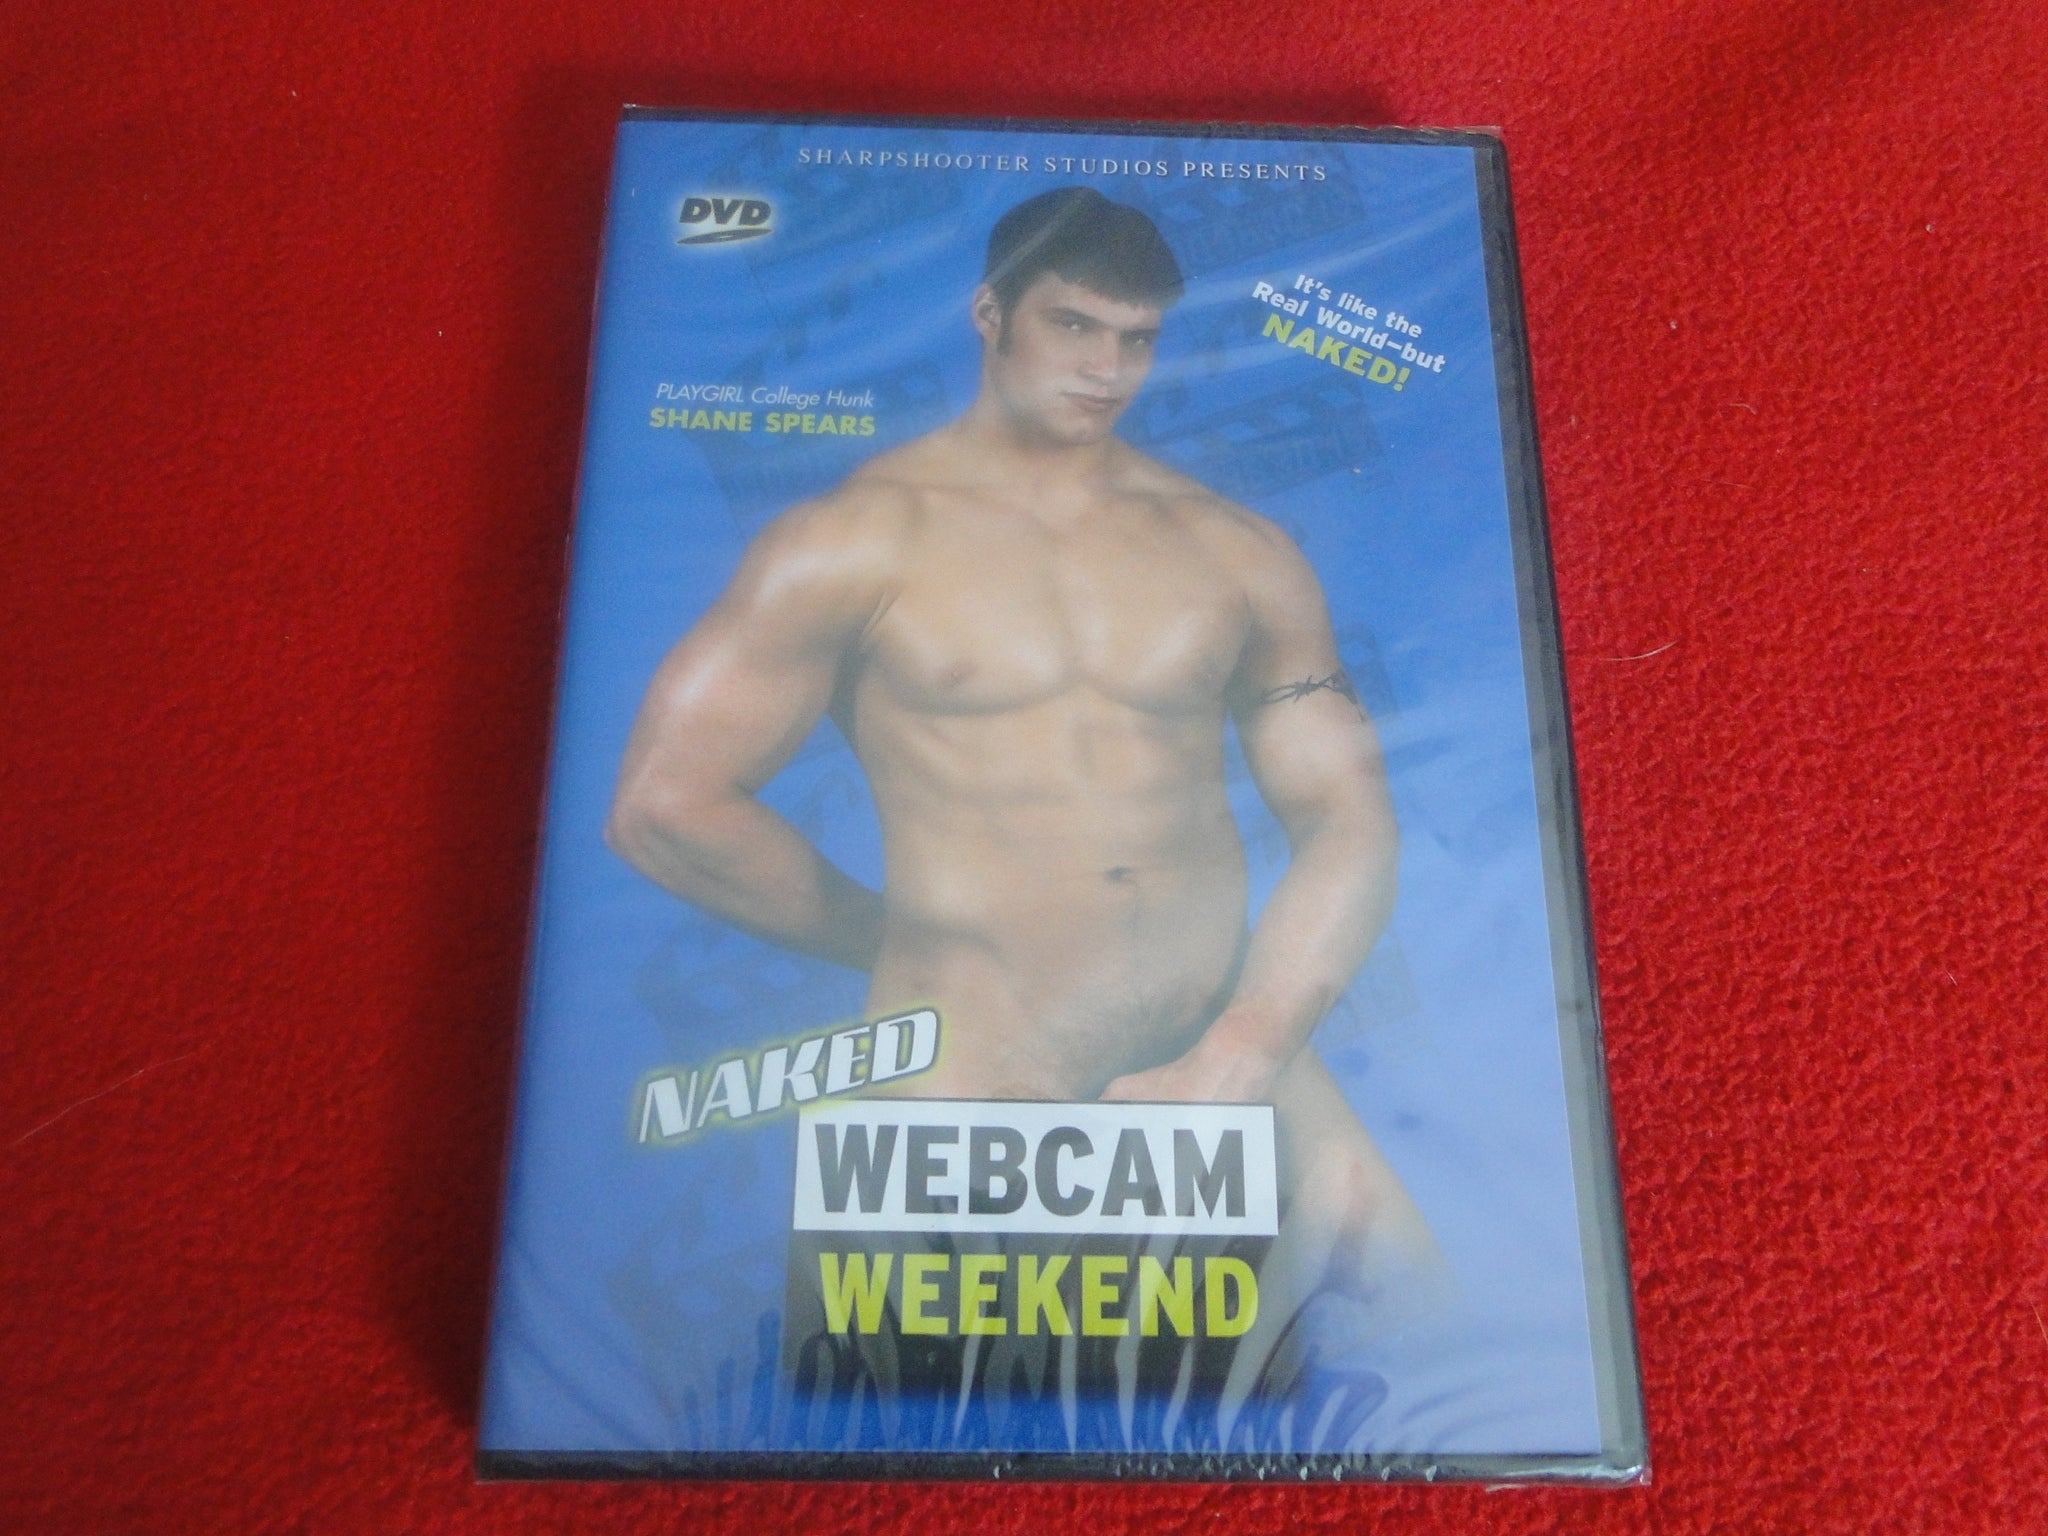 SHARPSHOOTER STUDIOS PRESENTS
DVD
It's like the
Real World–but
NAKED!
PLAYGIRL College Hunk
SHANE SPEARS
NAKED
WEBCAM
WEEKEND